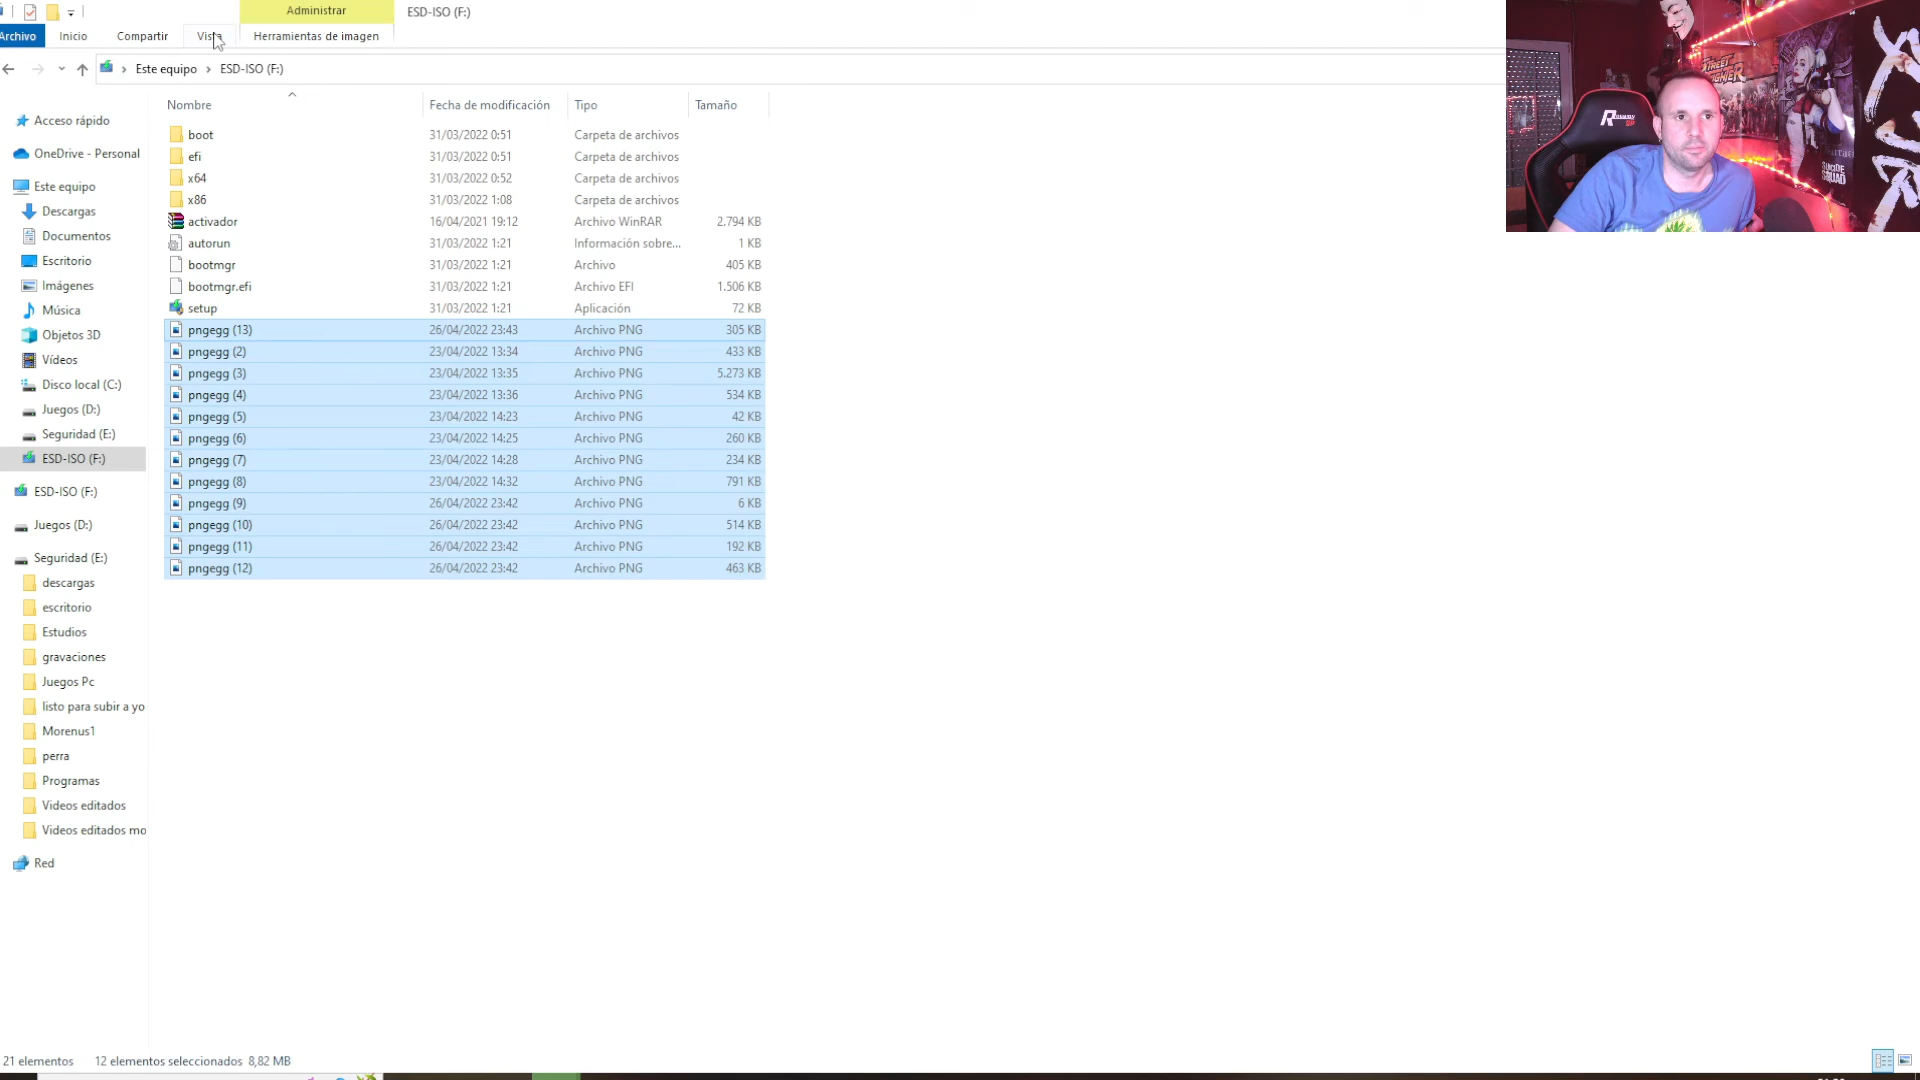 Administrar ESD-ISO (F:)
Archivo Inicio Compartir Vista Herramientas de imagen
Este equipo > ESD-ISO (F:)
Nombre Fecha de modificación Tipo Tamaño
boot 31/03/2022 0:51 Carpeta de archivos
efi 31/03/2022 0:51 Carpeta de archivos
x64 31/03/2022 0:52 Carpeta de archivos
x86 31/03/2022 1:08 Carpeta de archivos
activador 16/04/2021 19:12 Archivo WinRAR 2.794 KB
autorun 31/03/2022 1:21 Información sobre... 1 KB
bootmgr 31/03/2022 1:21 Archivo 405 KB
bootmgr.efi 31/03/2022 1:21 Archivo EFI 1.506 KB
setup 31/03/2022 1:21 Aplicación 72 KB
pngegg (13) 26/04/2022 23:43 Archivo PNG 305 KB
pngegg (2) 23/04/2022 13:34 Archivo PNG 433 KB
pngegg (3) 23/04/2022 13:35 Archivo PNG 5.273 KB
pngegg (4) 23/04/2022 13:36 Archivo PNG 534 KB
pngegg (5) 23/04/2022 14:23 Archivo PNG 42 KB
pngegg (6) 23/04/2022 14:25 Archivo PNG 260 KB
pngegg (7) 23/04/2022 14:28 Archivo PNG 234 KB
pngegg (8) 23/04/2022 14:32 Archivo PNG 791 KB
pngegg (9) 26/04/2022 23:42 Archivo PNG 6 KB
pngegg (10) 26/04/2022 23:42 Archivo PNG 514 KB
pngegg (11) 26/04/2022 23:42 Archivo PNG 192 KB
pngegg (12) 26/04/2022 23:42 Archivo PNG 463 KB
Acceso rápido
OneDrive - Personal
Este equipo
Descargas
Documentos
Escritorio
Imágenes
Música
Objetos 3D
Vídeos
Disco local (C:)
Juegos (D:)
Seguridad (E:)
ESD-ISO (F:)
ESD-ISO (F:)
Juegos (D:)
Seguridad (E:)
descargas
escritorio
Estudios
gravaciones
Juegos Pc
listo para subir a yo
Morenus1
perra
Programas
Videos editados
Videos editados mo
Red
21 elementos 12 elementos seleccionados 8,82 MB
STREET
FIGHTER
SUICIDE
SQUAD